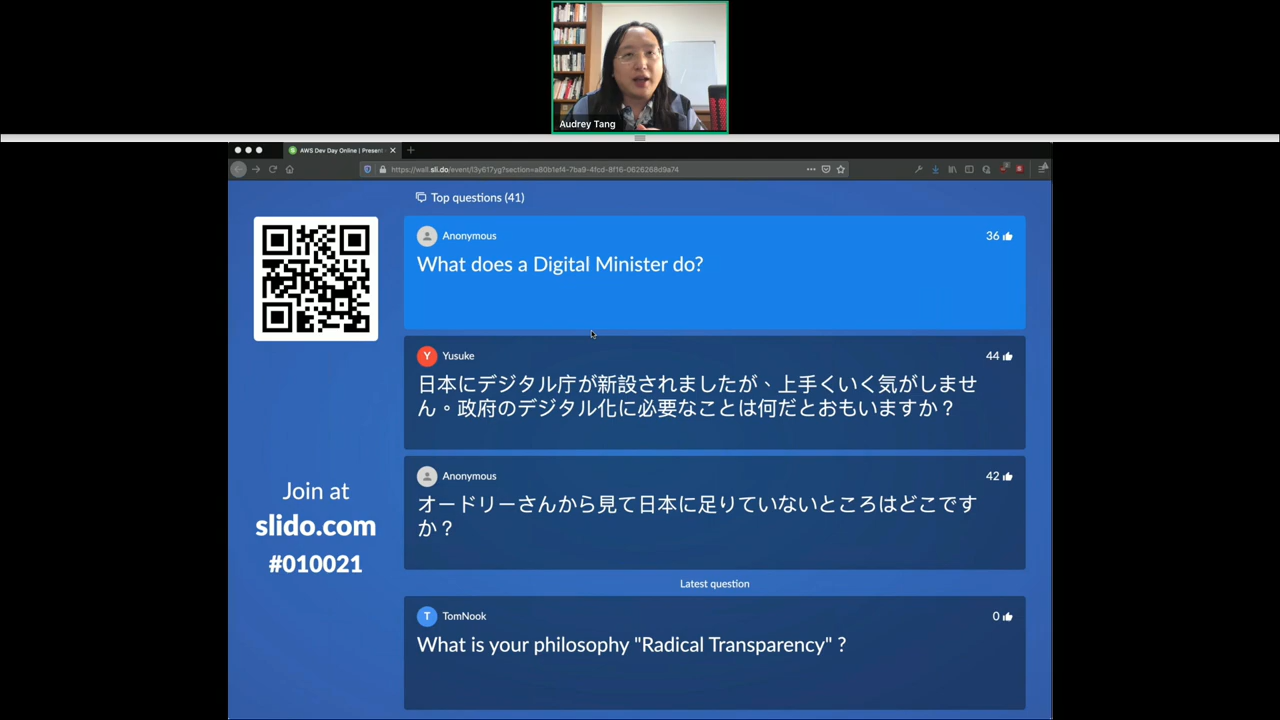 Audrey Tang
AWS Dev Day Online | Present -
https://wall.sli.do/event/l3y617yg?section=a80b1ef4-7ba9-4fcd-8f16-0626268d9a74
Top questions (41)
Anonymous
36
What does a Digital Minister do?
Y
Yusuke
44
日本にデジタル庁が新設されましたが、上手くいく気がしませ
ん。政府のデジタル化に必要なことは何だとおもいますか？
Anonymous
42
オードリーさんから見て日本に足りていないところはどこです
か？
Latest question
T
TomNook
0
What is your philosophy "Radical Transparency" ?
Join at
slido.com
#010021